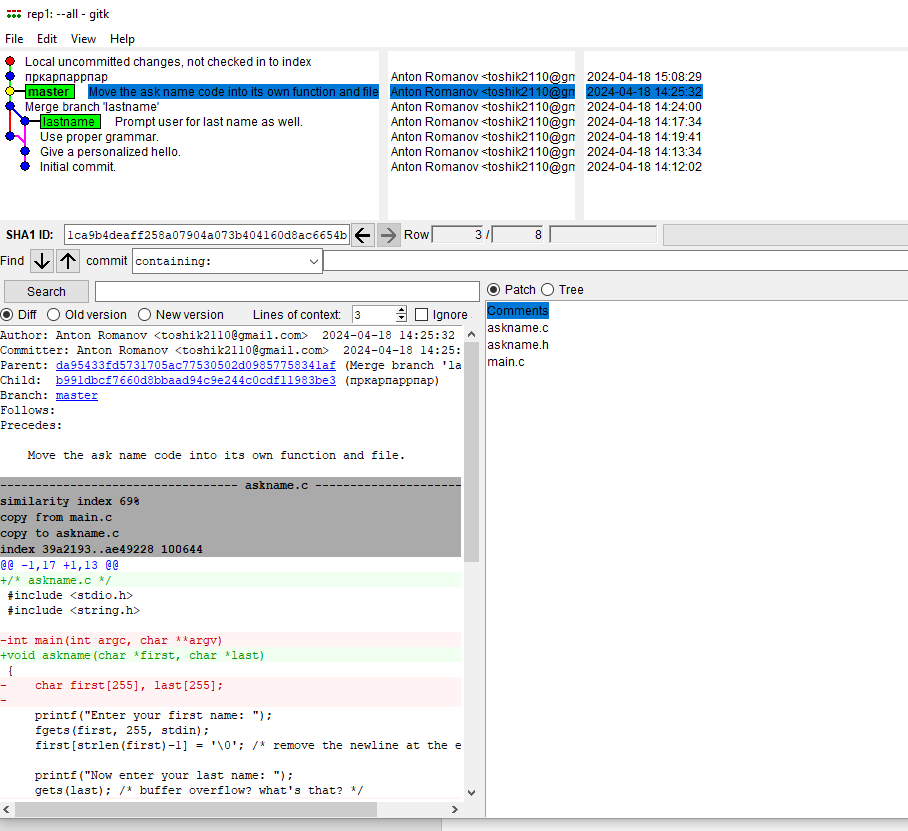 rep1: --all - gitk
File Edit View Help
Local uncommitted changes, not checked in to index
пркарпаррпар Anton Romanov <toshik2110@gm 2024-04-18 15:08:29
master Move the ask name code into its own function and file Anton Romanov <toshik2110@gm 2024-04-18 14:25:32
Merge branch 'lastname' Anton Romanov <toshik2110@gm 2024-04-18 14:24:00
lastname Prompt user for last name as well. Anton Romanov <toshik2110@gm 2024-04-18 14:17:34
Use proper grammar. Anton Romanov <toshik2110@gm 2024-04-18 14:19:41
Give a personalized hello. Anton Romanov <toshik2110@gm 2024-04-18 14:13:34
Initial commit. Anton Romanov <toshik2110@gm 2024-04-18 14:12:02
SHA1 ID: 1ca9b4deaff258a07904a073b404160d8ac6654b Row 3 / 8
Find commit containing:
Search
Patch Tree
Diff Old version New version Lines of context: 3 Ignore
Comments
askname.c
askname.h
main.c
Author: Anton Romanov <toshik2110@gmail.com> 2024-04-18 14:25:32
Committer: Anton Romanov <toshik2110@gmail.com> 2024-04-18 14:25:
Parent: da95433fd5731705ac77530502d0985775834laf (Merge branch 'la
Child: b991dbcf7660d8bbaad94c9e244c0cdf11983be3 (пркарпаррпар)
Branch: master
Follows:
Precedes:
Move the ask name code into its own function and file.
---------------------------------- askname.c ---------------------
similarity index 69%
copy from main.c
copy to askname.c
index 39a2193..ae49228 100644
@@ -1,17 +1,13 @@
+/* askname.c */
#include <stdio.h>
#include <string.h>
-int main(int argc, char **argv)
+void askname(char *first, char *last)
{
- char first[255], last[255];
-
printf("Enter your first name: ");
fgets(first, 255, stdin);
first[strlen(first)-1] = '\0'; /* remove the newline at the e
printf("Now enter your last name: ");
gets(last); /* buffer overflow? what's that? */